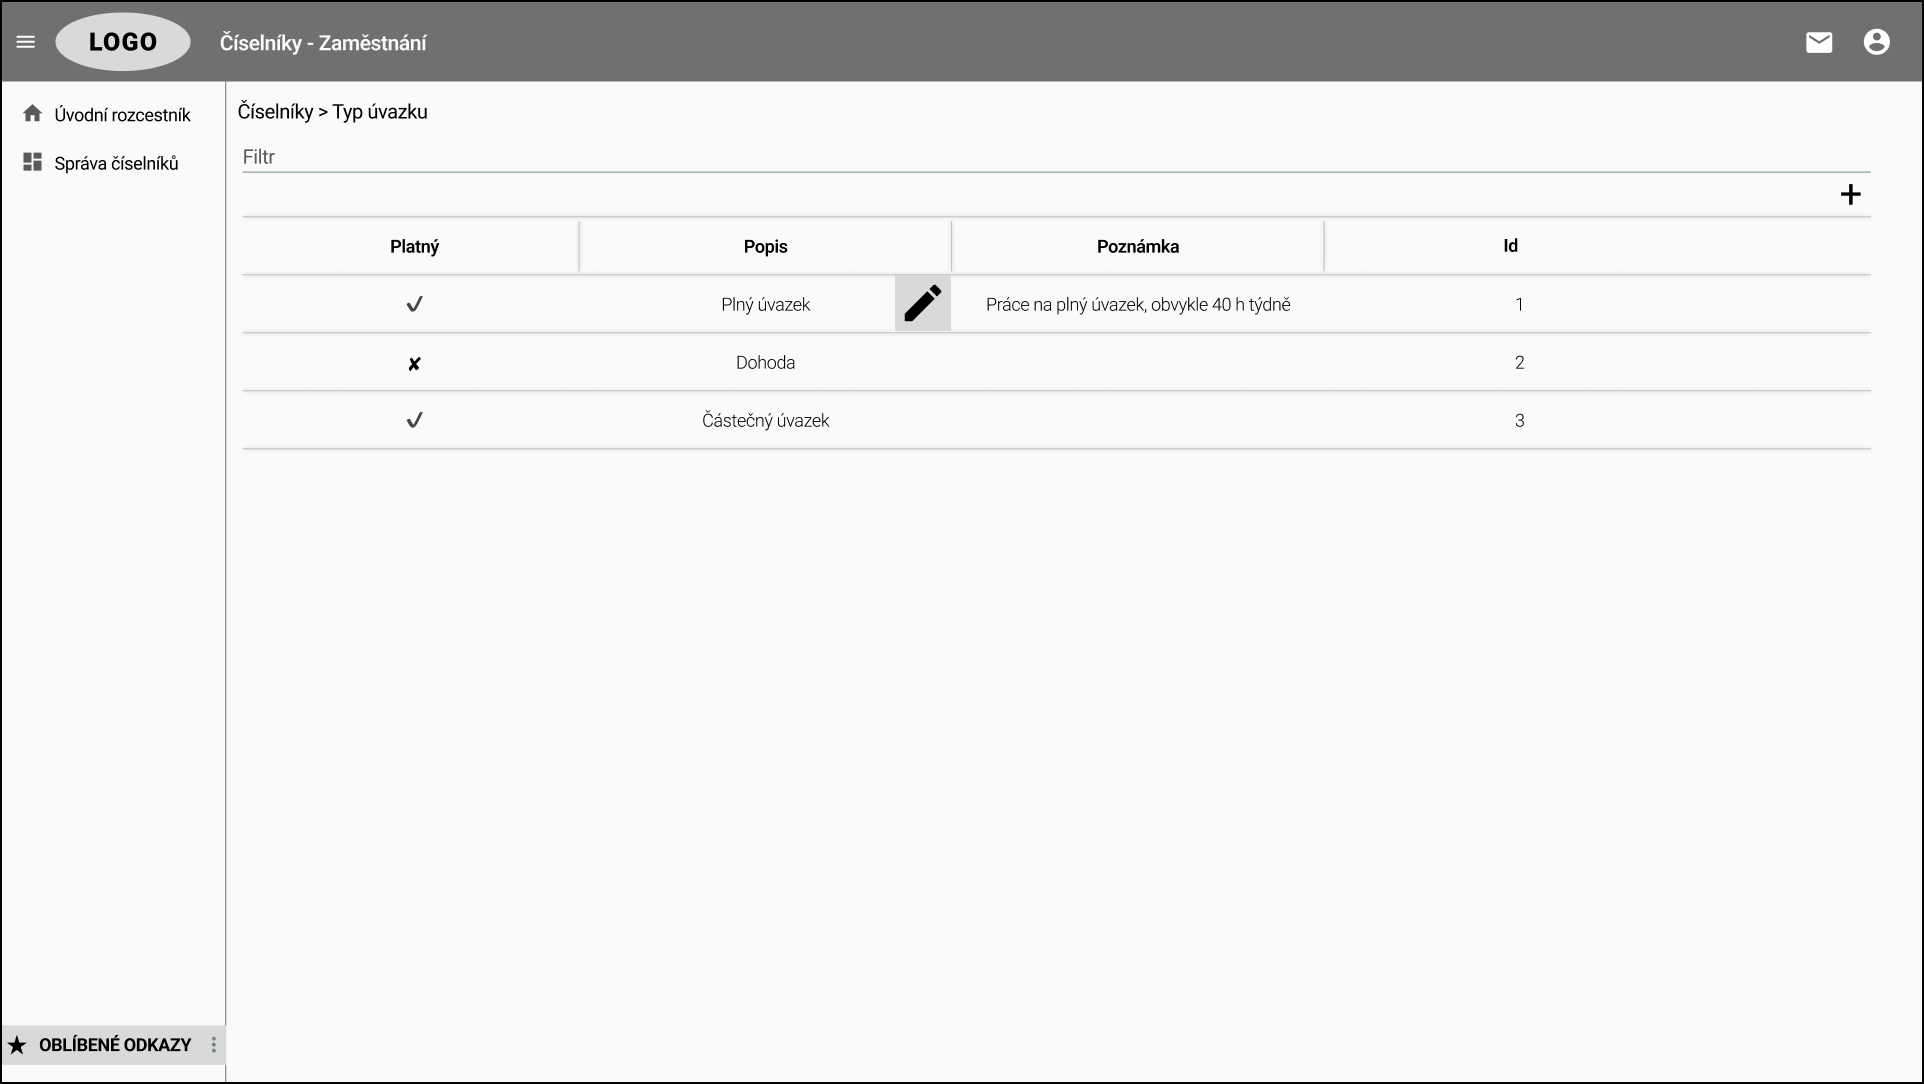 LOGO
Číselníky - Zaměstnání
Úvodní rozcestník
Správa číselníků
Číselníky > Typ úvazku
Filtr
Platný Popis Poznámka Id
✔ Plný úvazek Práce na plný úvazek, obvykle 40 h týdně 1
✘ Dohoda 2
✔ Částečný úvazek 3
OBLÍBENÉ ODKAZY